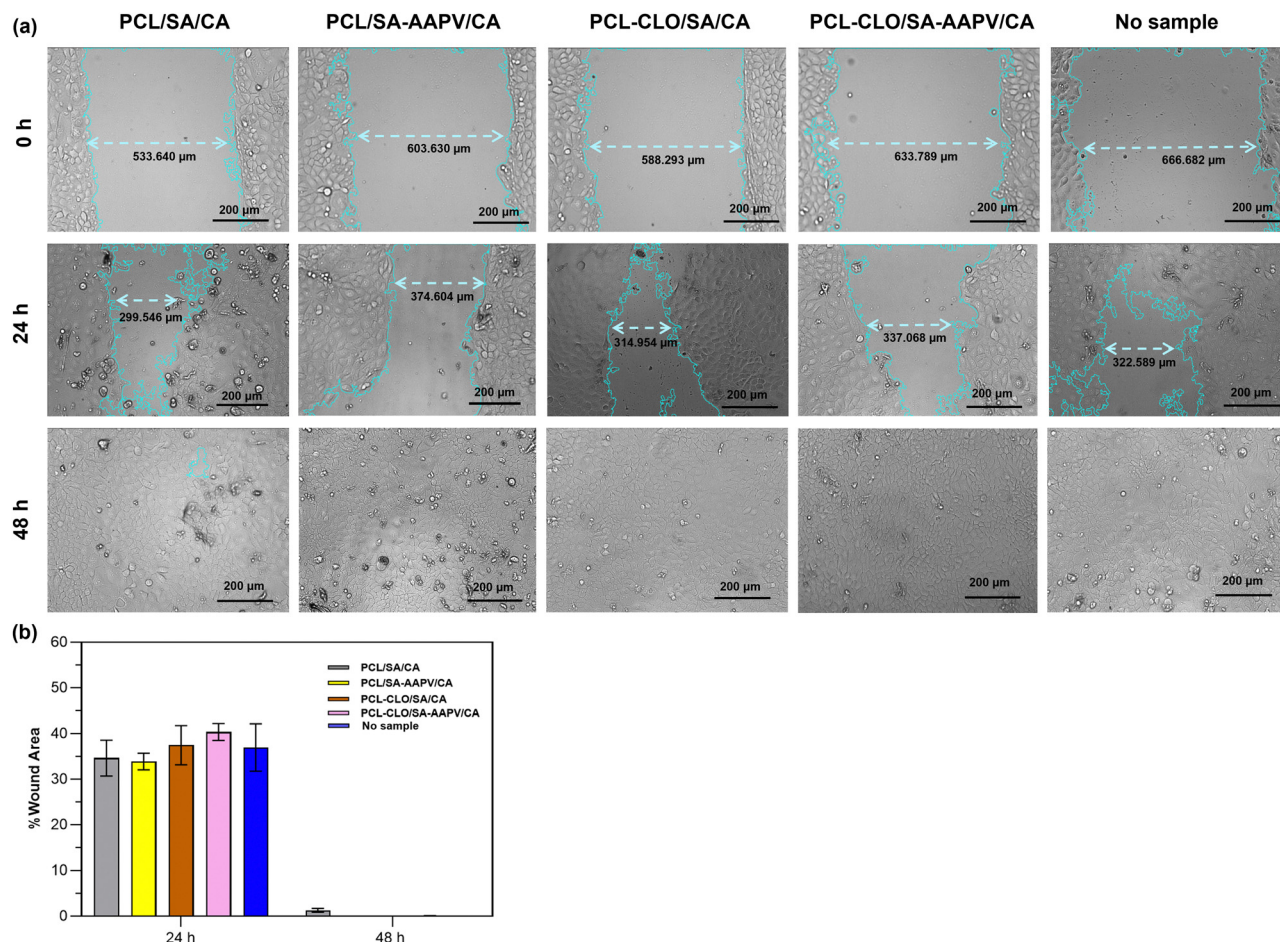 (a)
PCL/SA/CA
PCL/SA-AAPV/CA
PCL-CLO/SA/CA
PCL-CLO/SA-AAPV/CA
No sample
0 h
533.640 µm
200 µm
603.630 µm
200 µm
588.293 µm
200 µm
633.789 µm
200 µm
666.682 µm
200 µm
24 h
299.546 µm
200 µm
374.604 µm
200 µm
314.954 µm
200 µm
337.068 µm
200 µm
322.589 µm
200 µm
48 h
200 µm
200 µm
200 µm
200 µm
200 µm
(b)
%Wound Area
60
50
40
30
20
10
0
PCL/SA/CA
PCL/SA-AAPV/CA
PCL-CLO/SA/CA
PCL-CLO/SA-AAPV/CA
No sample
24 h
48 h